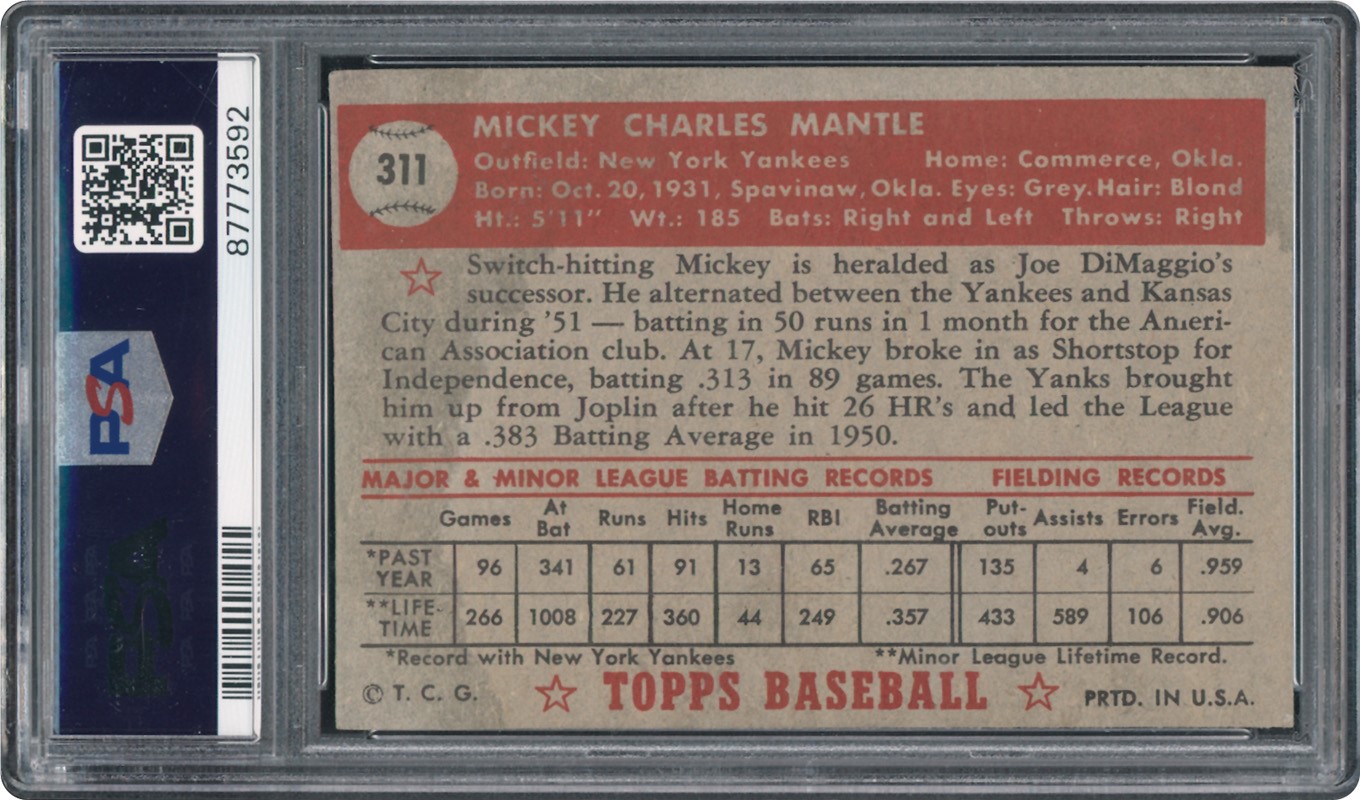 87773592
PSA
311
MICKEY CHARLES MANTLE
Outfield: New York Yankees Home: Commerce, Okla.
Born: Oct. 20, 1931, Spavinaw, Okla. Eyes: Grey. Hair: Blond
Ht.: 5'11" Wt.: 185 Bats: Right and Left Throws: Right
Switch-hitting Mickey is heralded as Joe DiMaggio's
successor. He alternated between the Yankees and Kansas
City during '51 — batting in 50 runs in 1 month for the Ameri-
can Association club. At 17, Mickey broke in as Shortstop for
Independence, batting .313 in 89 games. The Yanks brought
him up from Joplin after he hit 26 HR's and led the League
with a .383 Batting Average in 1950.
MAJOR & MINOR LEAGUE BATTING RECORDS FIELDING RECORDS
Games At Bat Runs Hits Home Runs RBI Batting Average Put-outs Assists Errors Field. Avg.
*PAST YEAR 96 341 61 91 13 65 .267 135 4 6 .959
**LIFE-TIME 266 1008 227 360 44 249 .357 433 589 106 .906
*Record with New York Yankees **Minor League Lifetime Record.
© T. C. G. TOPPS BASEBALL PRTD. IN U.S.A.